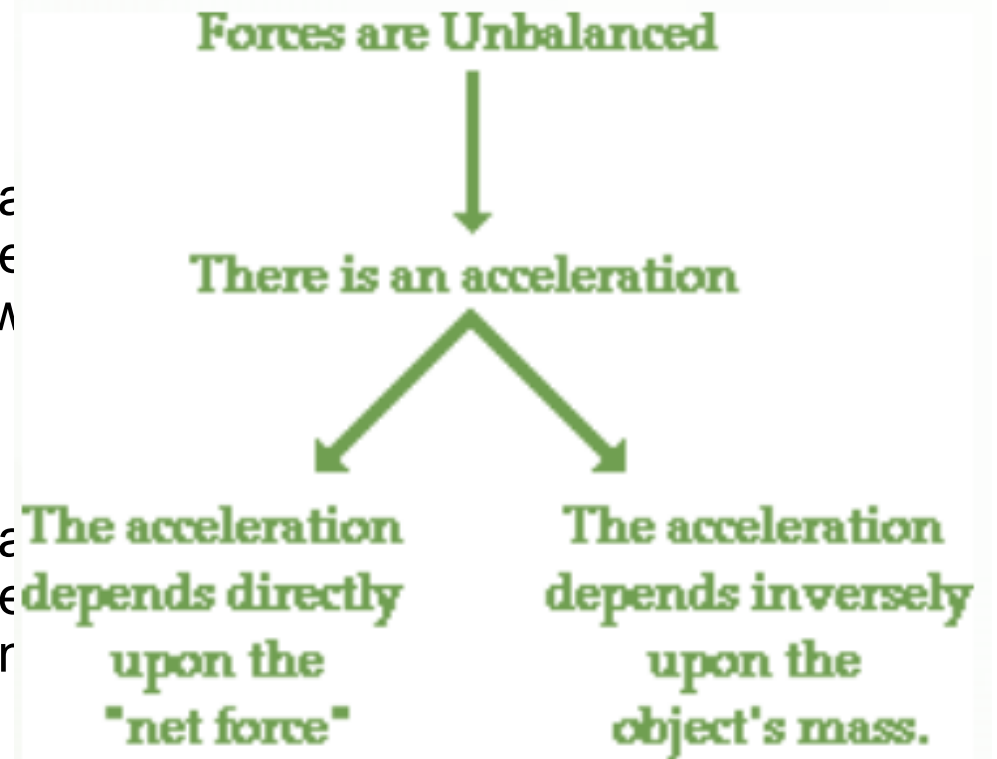 Forces are Unbalanced
There is an acceleration
The acceleration
depends directly
upon the
"net force"
The acceleration
depends inversely
upon the
object's mass.